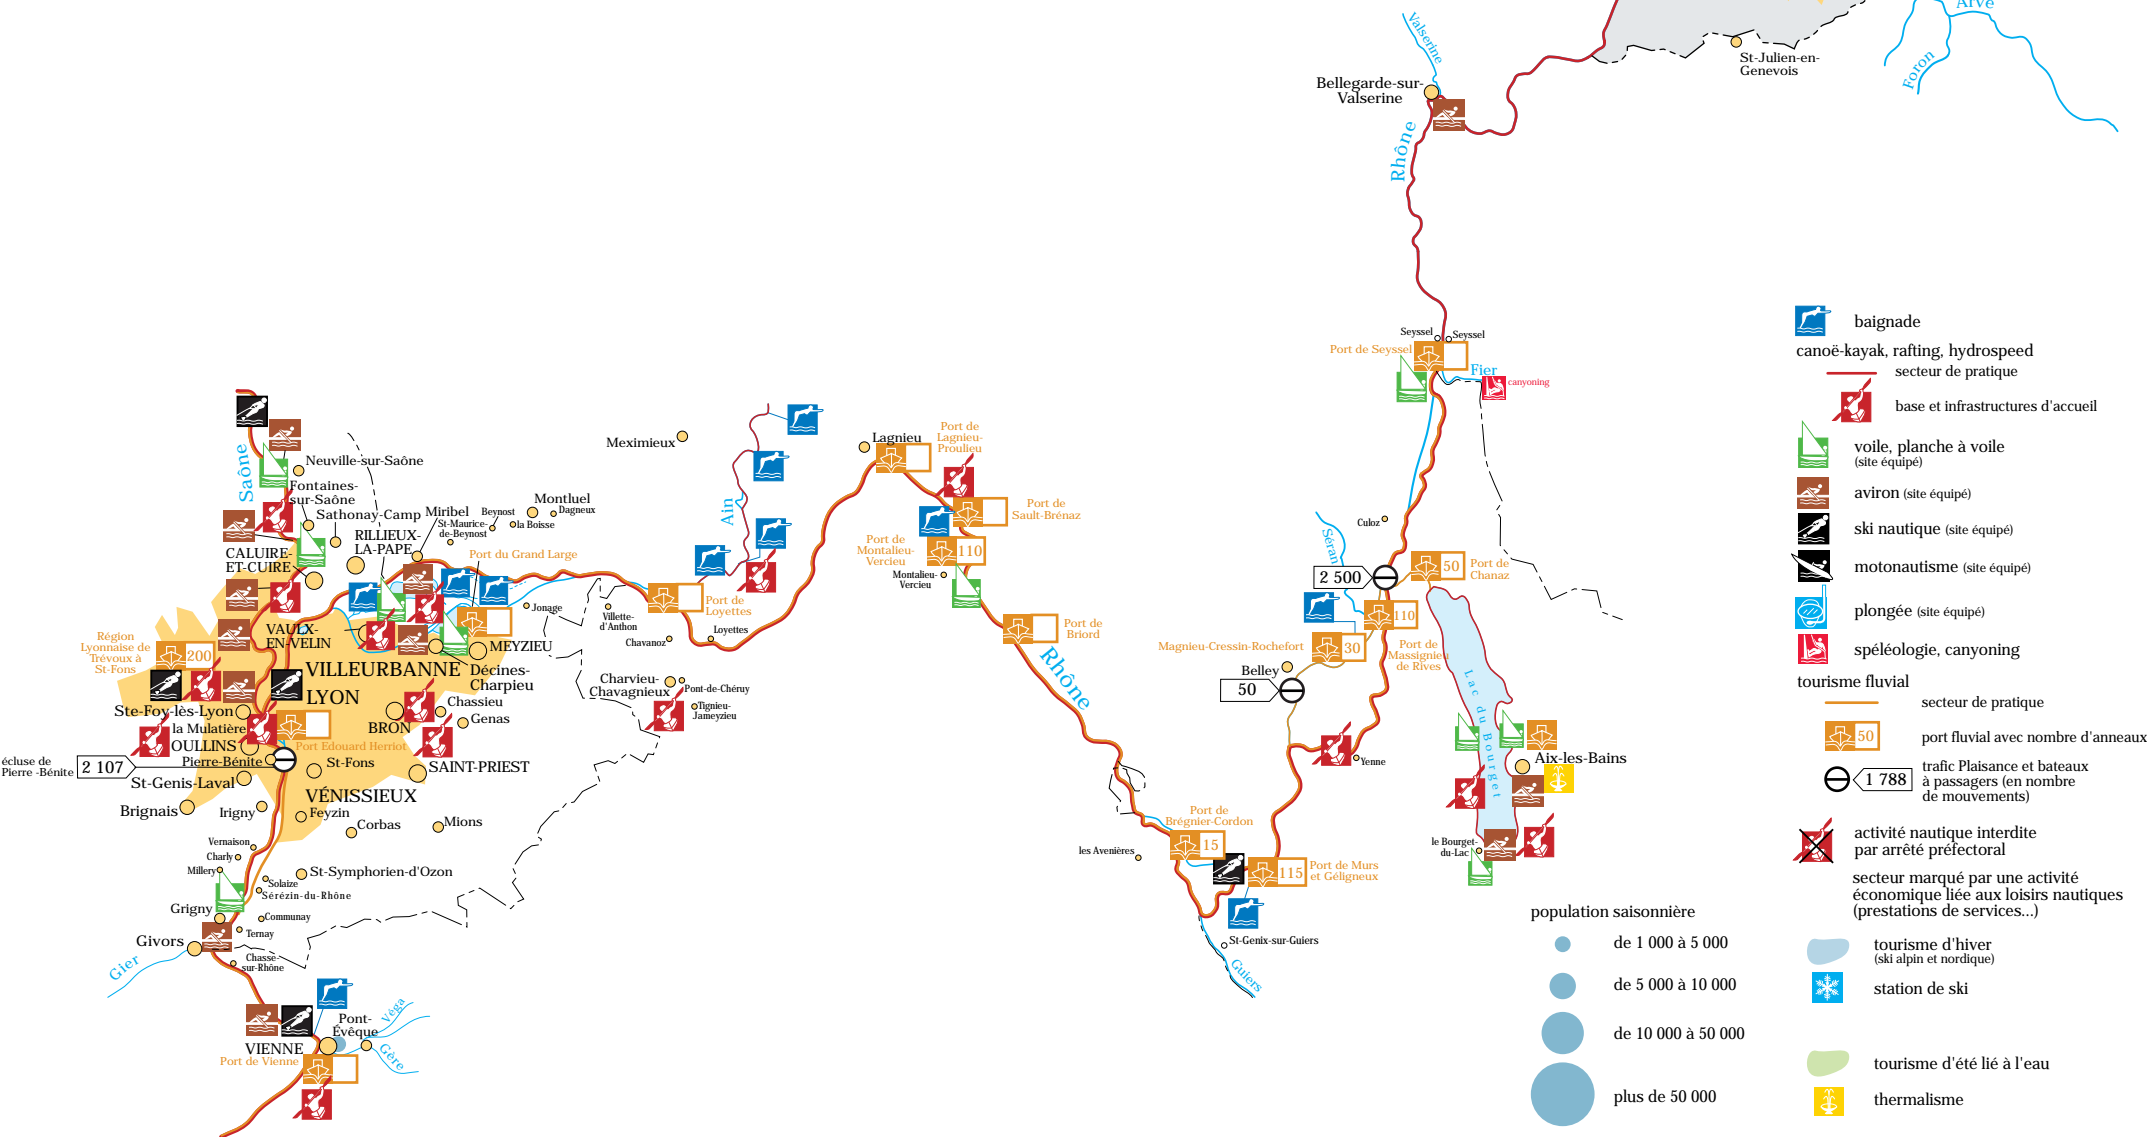 Arve
Foron
St-Julien-en-
Genevois
Valserine
Bellegarde-sur-
Valserine
Rhône
Seyssel
Seyssel
Port de Seyssel
Fier
canyoning
Saône
Neuville-sur-Saône
Fontaines-
sur-Saône
Sathonay-Camp
CALUIRE-
ET-CUIRE
RILLIEUX-
LA-PAPE
Miribel
St-Maurice-
de-Beynost
Beynost
la Boisse
Montluel
Dagneux
Port du Grand Large
Jonage
Meximieux
Ain
Villette-
d'Anthon
Chavanoz
Loyettes
Port de
Loyettes
Lagnieu
Port de
Lagnieu-
Proulieu
Port de
Sault-Brénaz
Port de
Montalieu-
Vercieu
110
Montalieu-
Vercieu
Port de
Briord
Rhône
Région
Lyonnaise de
Trévoux à
St-Fons
200
VAULX-
EN-VELIN
MEYZIEU
VILLEURBANNE
Décines-
Charpieu
LYON
Ste-Foy-lès-Lyon
la Mulatière
OULLINS
BRON
Chassieu
Genas
Port Edouard Herriot
Pierre-Bénite
écluse de
Pierre -Bénite
2 107
St-Fons
SAINT-PRIEST
St-Genis-Laval
VÉNISSIEUX
Brignais
Irigny
Feyzin
Corbas
Mions
Charvieu-
Chavagnieux
Pont-de-Chéruy
Tignieu-
Jameyzieu
Vernaison
Charly
Millery
Solaize
St-Symphorien-d'Ozon
Sérézin-du-Rhône
Grigny
Communay
Ternay
Givors
Chasse-
sur-Rhône
Gier
Pont-
Évêque
Véga
VIENNE
Gère
Port de Vienne
Culoz
Séran
2 500
50
Port de
Chanaz
110
Magnieu-Cressin-Rochefort
30
Port de
Massignieu
de Rives
Belley
50
Lac du Bourget
Yenne
Aix-les-Bains
le Bourget-
du-Lac
Port de
Brégnier-Cordon
15
les Avenières
115
Port de Murs
et Géligneux
St-Genix-sur-Guiers
Guiers
population saisonnière
de 1 000 à 5 000
de 5 000 à 10 000
de 10 000 à 50 000
plus de 50 000
baignade
canoë-kayak, rafting, hydrospeed
secteur de pratique
base et infrastructures d'accueil
voile, planche à voile
(site équipé)
aviron (site équipé)
ski nautique (site équipé)
motonautisme (site équipé)
plongée (site équipé)
spéléologie, canyoning
tourisme fluvial
secteur de pratique
50
port fluvial avec nombre d'anneaux
1 788
trafic Plaisance et bateaux
à passagers (en nombre
de mouvements)
activité nautique interdite
par arrêté préfectoral
secteur marqué par une activité
économique liée aux loisirs nautiques
(prestations de services...)
tourisme d'hiver
(ski alpin et nordique)
station de ski
tourisme d'été lié à l'eau
thermalisme